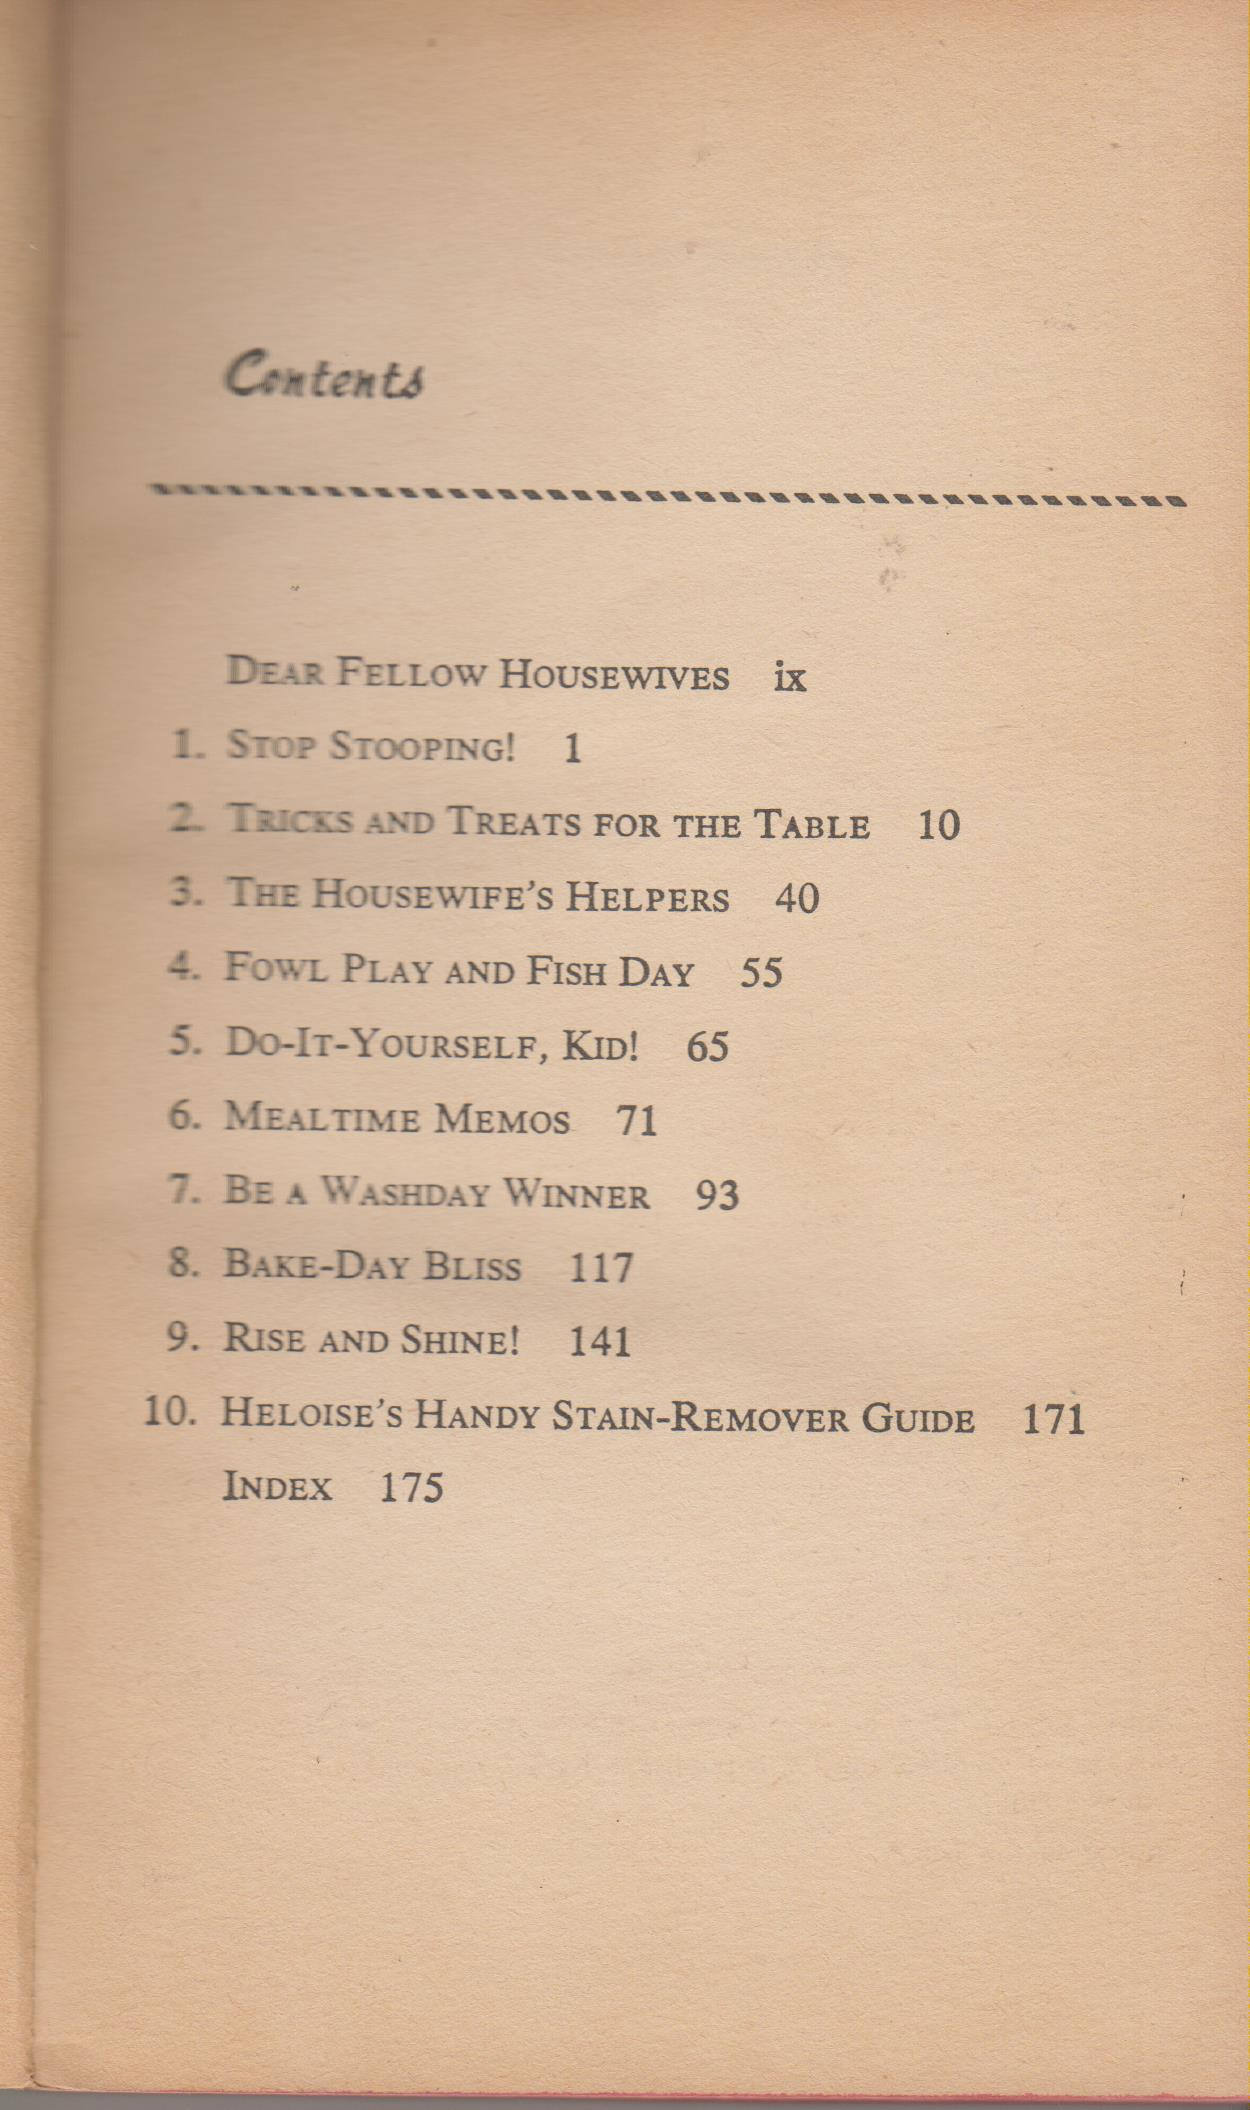 Contents
DEAR FELLOW HOUSEWIVES ix
1. STOP STOOPING! 1
2. TRICKS AND TREATS FOR THE TABLE 10
3. THE HOUSEWIFE'S HELPERS 40
4. FOWL PLAY AND FISH DAY 55
5. DO-IT-YOURSELF, KID! 65
6. MEALTIME MEMOS 71
7. BE A WASHDAY WINNER 93
8. BAKE-DAY BLISS 117
9. RISE AND SHINE! 141
10. HELOISE'S HANDY STAIN-REMOVER GUIDE 171
INDEX 175